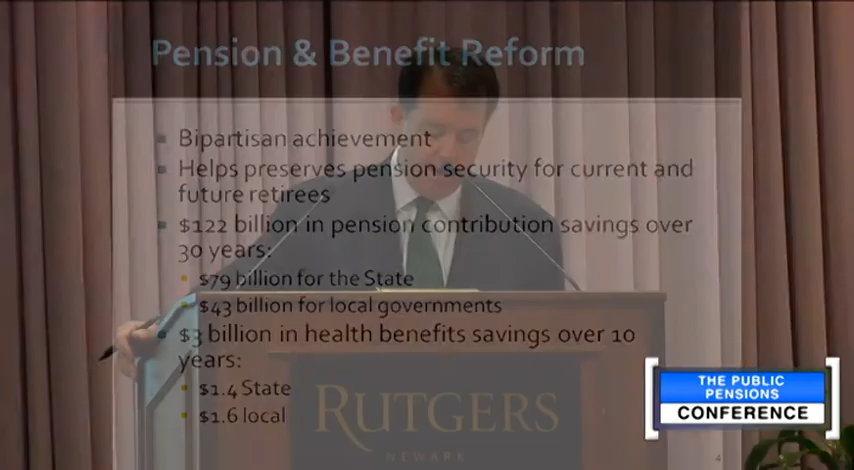 Pension & Benefit Reform
Bipartisan achievement
Helps preserves pension security for current and
future retirees
$122 billion in pension contribution savings over
30 years:
$79 billion for the State
$43 billion for local governments
$3 billion in health benefits savings over 10
years:
$1.4 State
$1.6 local
RUTGERS
NEWARK
THE PUBLIC
PENSIONS
CONFERENCE
4